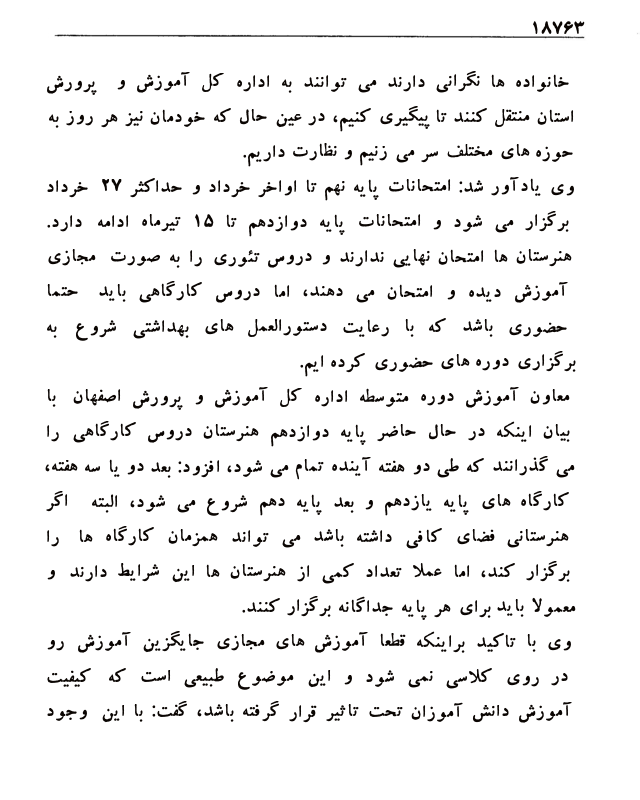 ۱۸۷۶۳
خانواده ها نگرانی دارند می توانند به اداره کل آموزش و پرورش
استان منتقل کنند تا پیگیری کنیم، در عین حال که خودمان نیز هر روز به
حوزه های مختلف سر می زنیم و نظارت داریم.
وی یادآور شد: امتحانات پایه نهم تا اواخر خرداد و حداکثر ۲۷ خرداد
برگزار می شود و امتحانات پایه دوازدهم تا ۱۵ تیرماه ادامه دارد.
هنرستان ها امتحان نهایی ندارند و دروس تئوری را به صورت مجازی
آموزش دیده و امتحان می دهند، اما دروس کارگاهی باید حتما
حضوری باشد که با رعایت دستورالعمل های بهداشتی شروع به
برگزاری دوره های حضوری کرده ایم.
معاون آموزش دوره متوسطه اداره کل آموزش و پرورش اصفهان با
بیان اینکه در حال حاضر پایه دوازدهم هنرستان دروس کارگاهی را
می گذرانند که طی دو هفته آینده تمام می شود، افزود: بعد دو یا سه هفته،
کارگاه های پایه یازدهم و بعد پایه دهم شروع می شود، البته اگر
هنرستانی فضای کافی داشته باشد می تواند همزمان کارگاه ها را
برگزار کند، اما عملا تعداد کمی از هنرستان ها این شرایط دارند و
معمولا باید برای هر پایه جداگانه برگزار کنند.
وی با تاکید براینکه قطعا آموزش های مجازی جایگزین آموزش رو
در روی کلاسی نمی شود و این موضوع طبیعی است که کیفیت
آموزش دانش آموزان تحت تاثیر قرار گرفته باشد، گفت: با این وجود